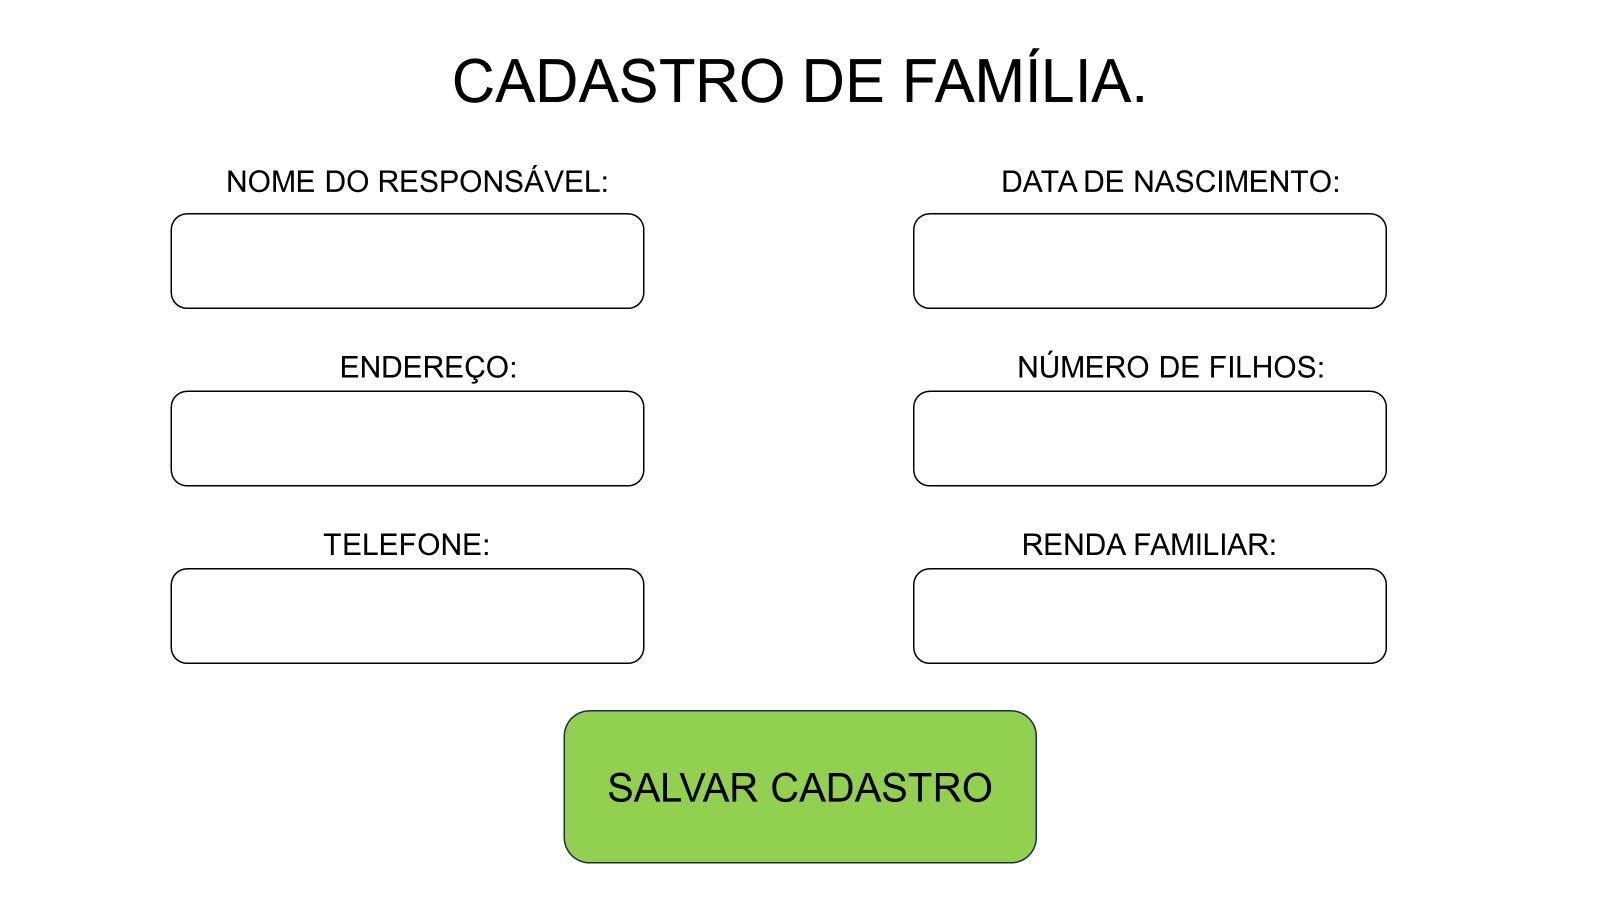 CADASTRO DE FAMÍLIA.
NOME DO RESPONSÁVEL:
DATA DE NASCIMENTO:
ENDEREÇO:
NÚMERO DE FILHOS:
TELEFONE:
RENDA FAMILIAR:
SALVAR CADASTRO